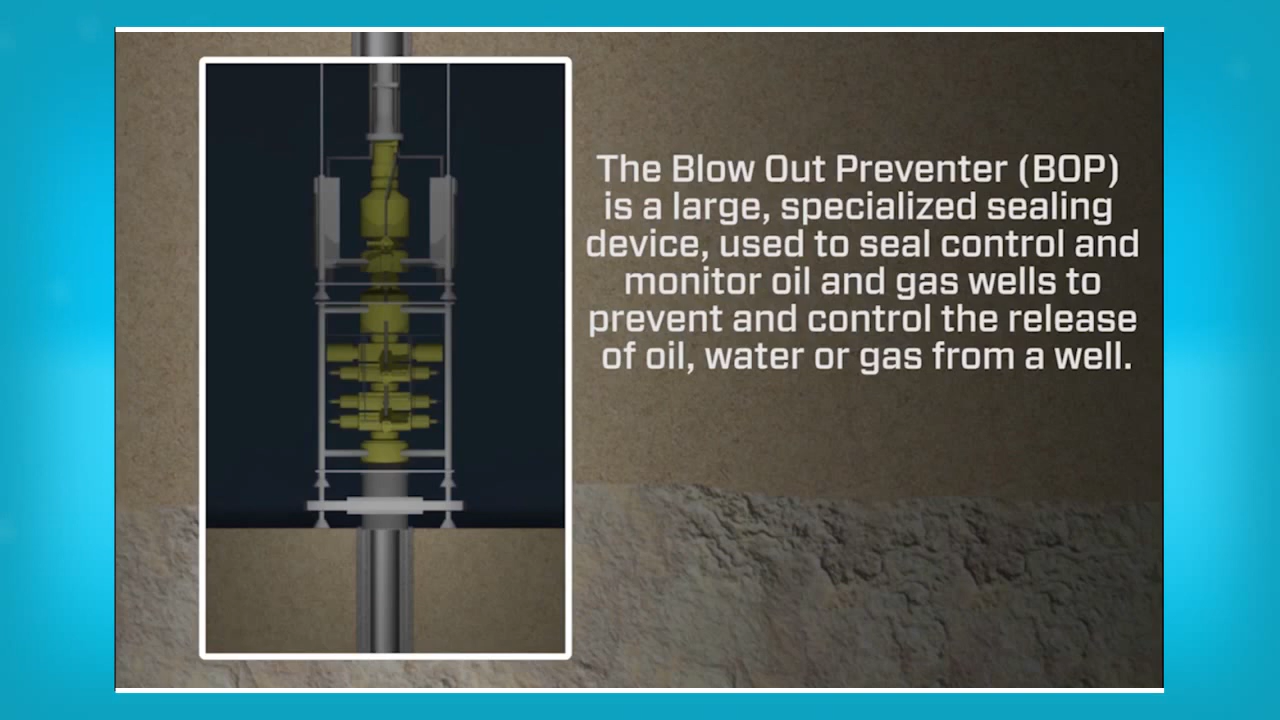 The Blow Out Preventer (BOP)
is a large, specialized sealing
device, used to seal control and
monitor oil and gas wells to
prevent and control the release
of oil, water or gas from a well.